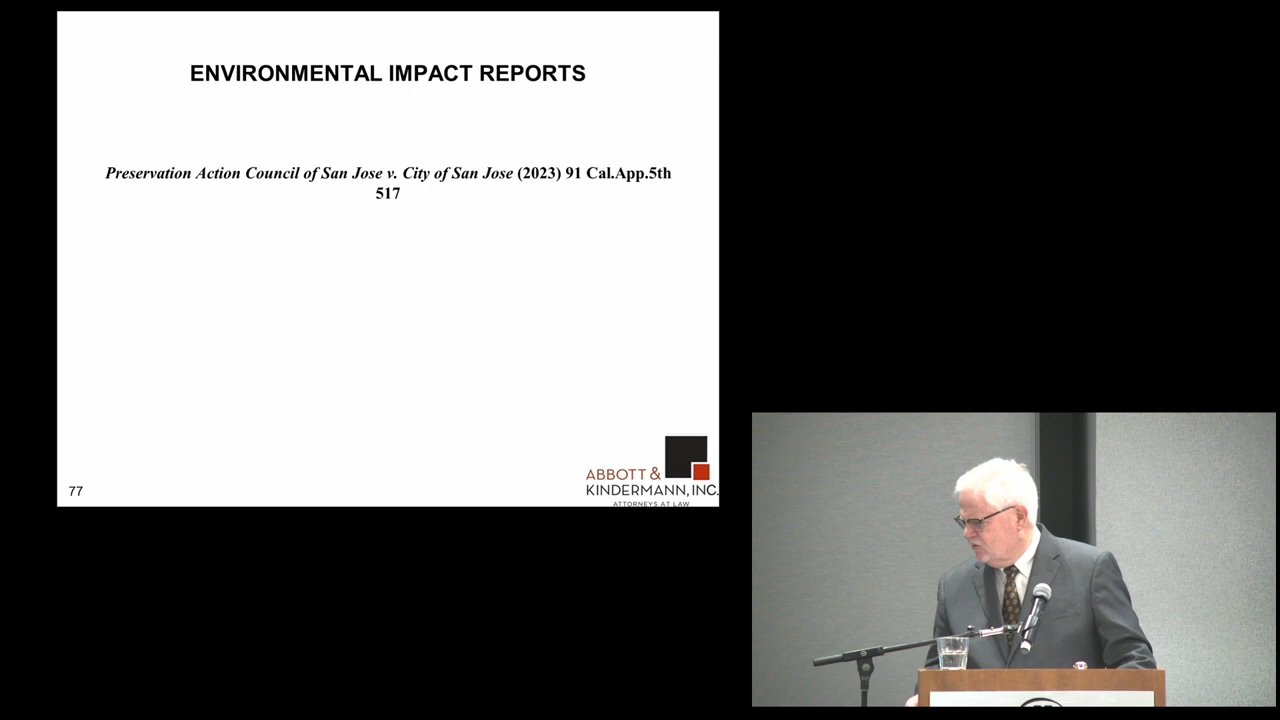 ENVIRONMENTAL IMPACT REPORTS
Preservation Action Council of San Jose v. City of San Jose (2023) 91 Cal.App.5th
517
77
ABBOTT &
KINDERMANN, INC.
ATTORNEYS AT LAW